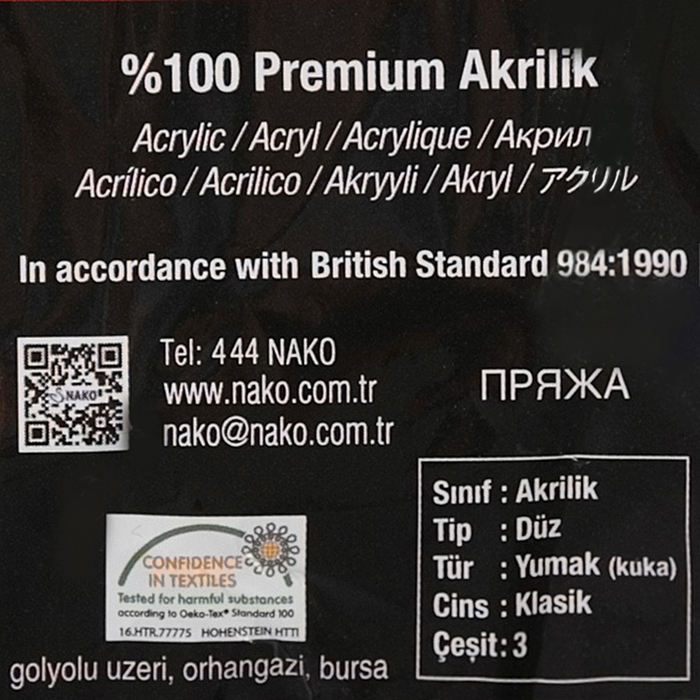 %100 Premium Akrilik
Acrylic / Acryl / Acrylique / Акрил
Acrílico / Acrilico / Akryyli / Akryl / アクリル
In accordance with British Standard 984:1990
NAKO
Tel: 444 NAKO
www.nako.com.tr
nako@nako.com.tr
ПРЯЖА
CONFIDENCE
IN TEXTILES
Tested for harmful substances
according to Oeko-Tex® Standard 100
16.HTR.77775 HOHENSTEIN HTTI
Sınıf : Akrilik
Tip : Düz
Tür : Yumak (kuka)
Cins : Klasik
Çeşit: 3
golyolu uzeri, orhangazi, bursa